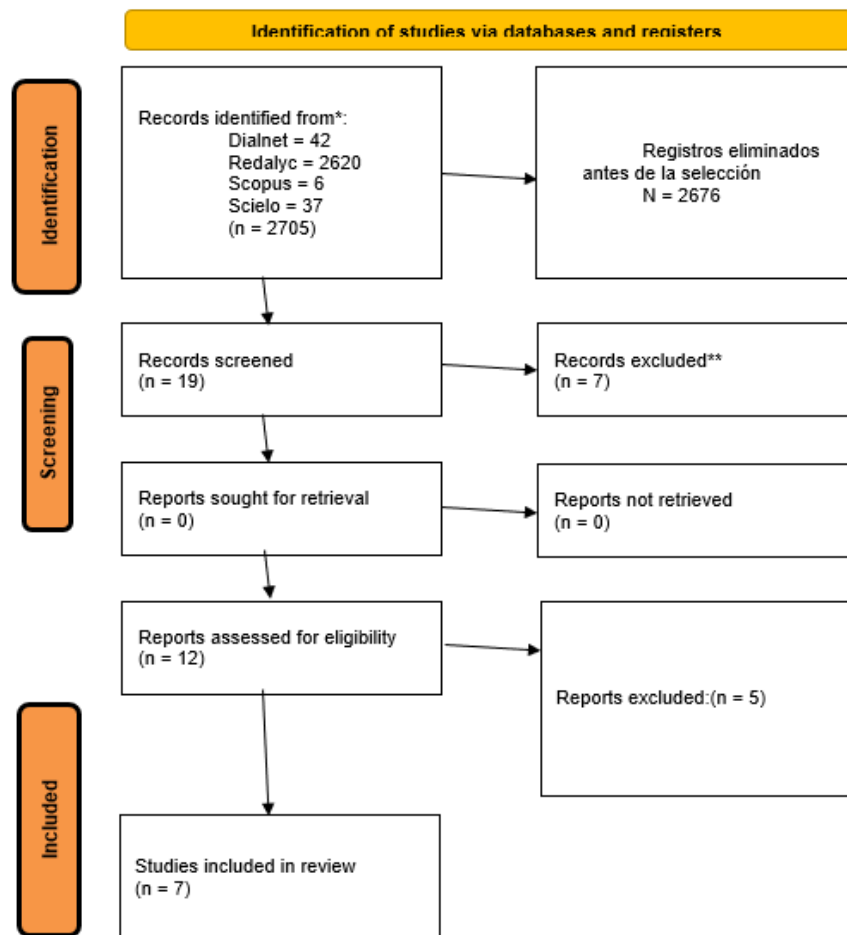 Identification of studies via databases and registers
Identification
Records identified from*:
Dialnet = 42
Redalyc = 2620
Scopus = 6
Scielo = 37
(n = 2705)
Registros eliminados
antes de la selección
N = 2676
Screening
Records screened
(n = 19)
Records excluded**
(n = 7)
Reports sought for retrieval
(n = 0)
Reports not retrieved
(n = 0)
Reports assessed for eligibility
(n = 12)
Reports excluded:(n = 5)
Included
Studies included in review
(n = 7)